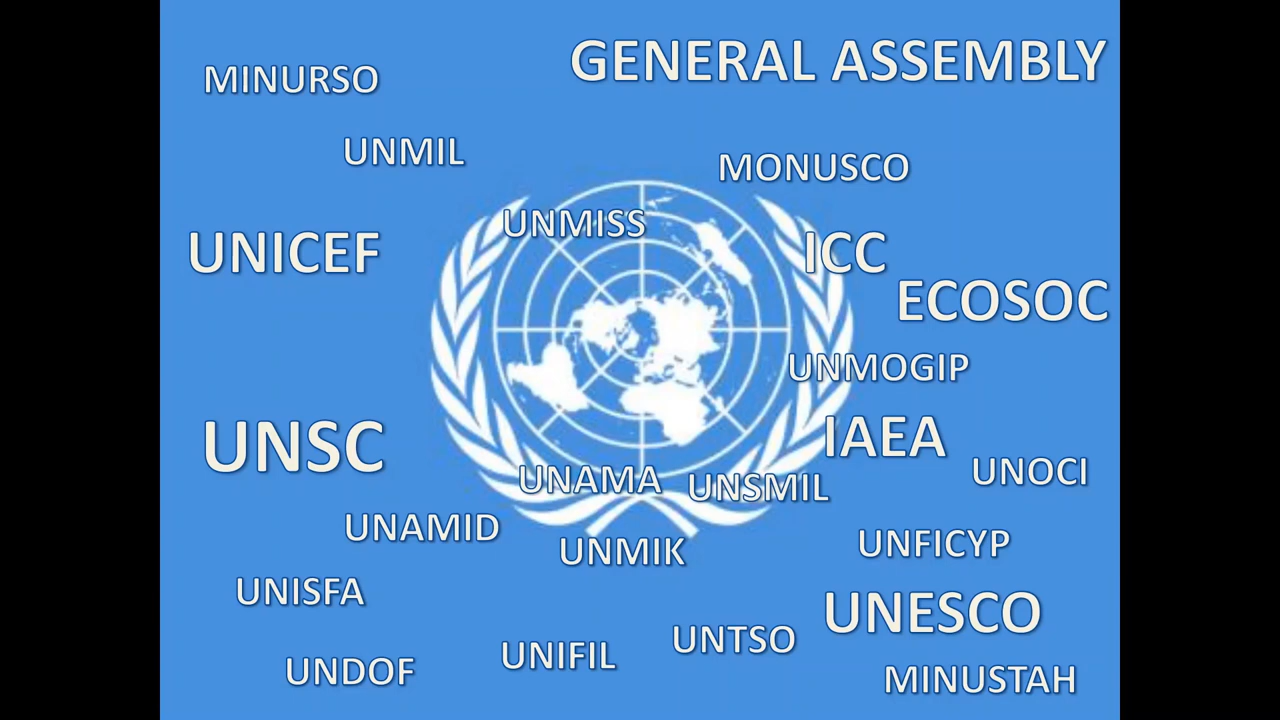 GENERAL ASSEMBLY
MINURSO
UNMIL
MONUSCO
UNMISS
UNICEF
ICC
ECOSOC
UNMOGIP
UNSC
IAEA
UNOCI
UNAMA
UNSMIL
UNAMID
UNMIK
UNFICYP
UNISFA
UNESCO
UNTSO
UNIFIL
UNDOF
MINUSTAH